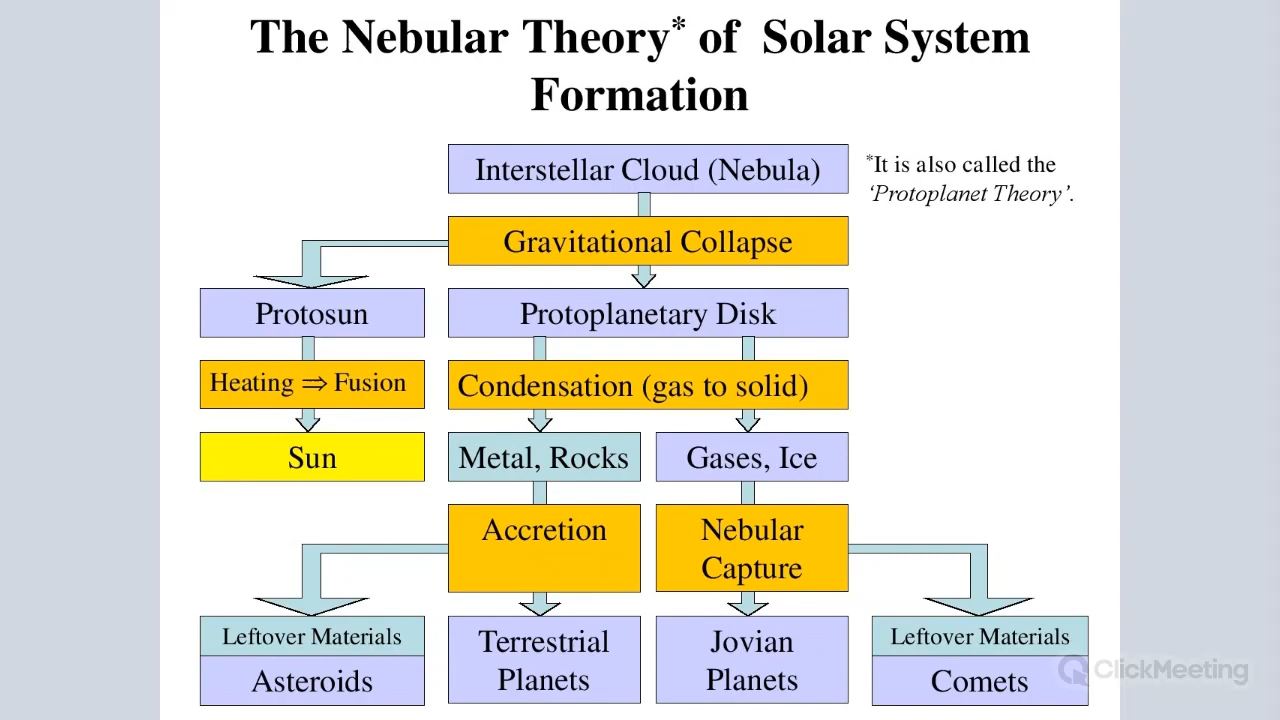 The Nebular Theory* of Solar System
Formation
Interstellar Cloud (Nebula)
*It is also called the
‘Protoplanet Theory’.
Gravitational Collapse
Protosun
Protoplanetary Disk
Heating ⇒ Fusion
Condensation (gas to solid)
Sun
Metal, Rocks
Gases, Ice
Accretion
Nebular
Capture
Leftover Materials
Asteroids
Terrestrial
Planets
Jovian
Planets
Leftover Materials
Comets
ClickMeeting